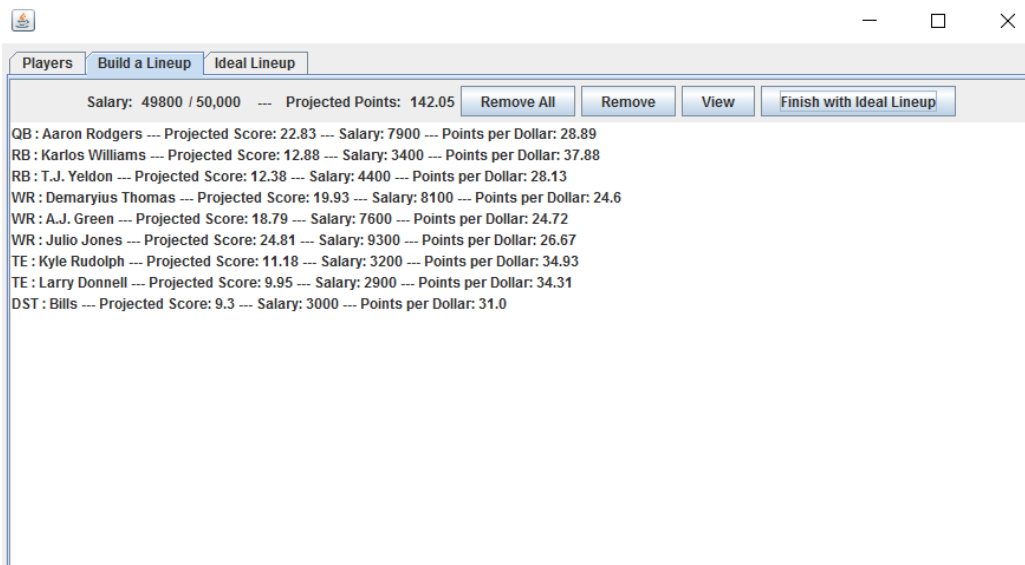 Players Build a Lineup Ideal Lineup
Salary: 49800 / 50,000 --- Projected Points: 142.05 Remove All Remove View Finish with Ideal Lineup
QB : Aaron Rodgers --- Projected Score: 22.83 --- Salary: 7900 --- Points per Dollar: 28.89
RB : Karlos Williams --- Projected Score: 12.88 --- Salary: 3400 --- Points per Dollar: 37.88
RB : T.J. Yeldon --- Projected Score: 12.38 --- Salary: 4400 --- Points per Dollar: 28.13
WR : Demaryius Thomas --- Projected Score: 19.93 --- Salary: 8100 --- Points per Dollar: 24.6
WR : A.J. Green --- Projected Score: 18.79 --- Salary: 7600 --- Points per Dollar: 24.72
WR : Julio Jones --- Projected Score: 24.81 --- Salary: 9300 --- Points per Dollar: 26.67
TE : Kyle Rudolph --- Projected Score: 11.18 --- Salary: 3200 --- Points per Dollar: 34.93
TE : Larry Donnell --- Projected Score: 9.95 --- Salary: 2900 --- Points per Dollar: 34.31
DST : Bills --- Projected Score: 9.3 --- Salary: 3000 --- Points per Dollar: 31.0